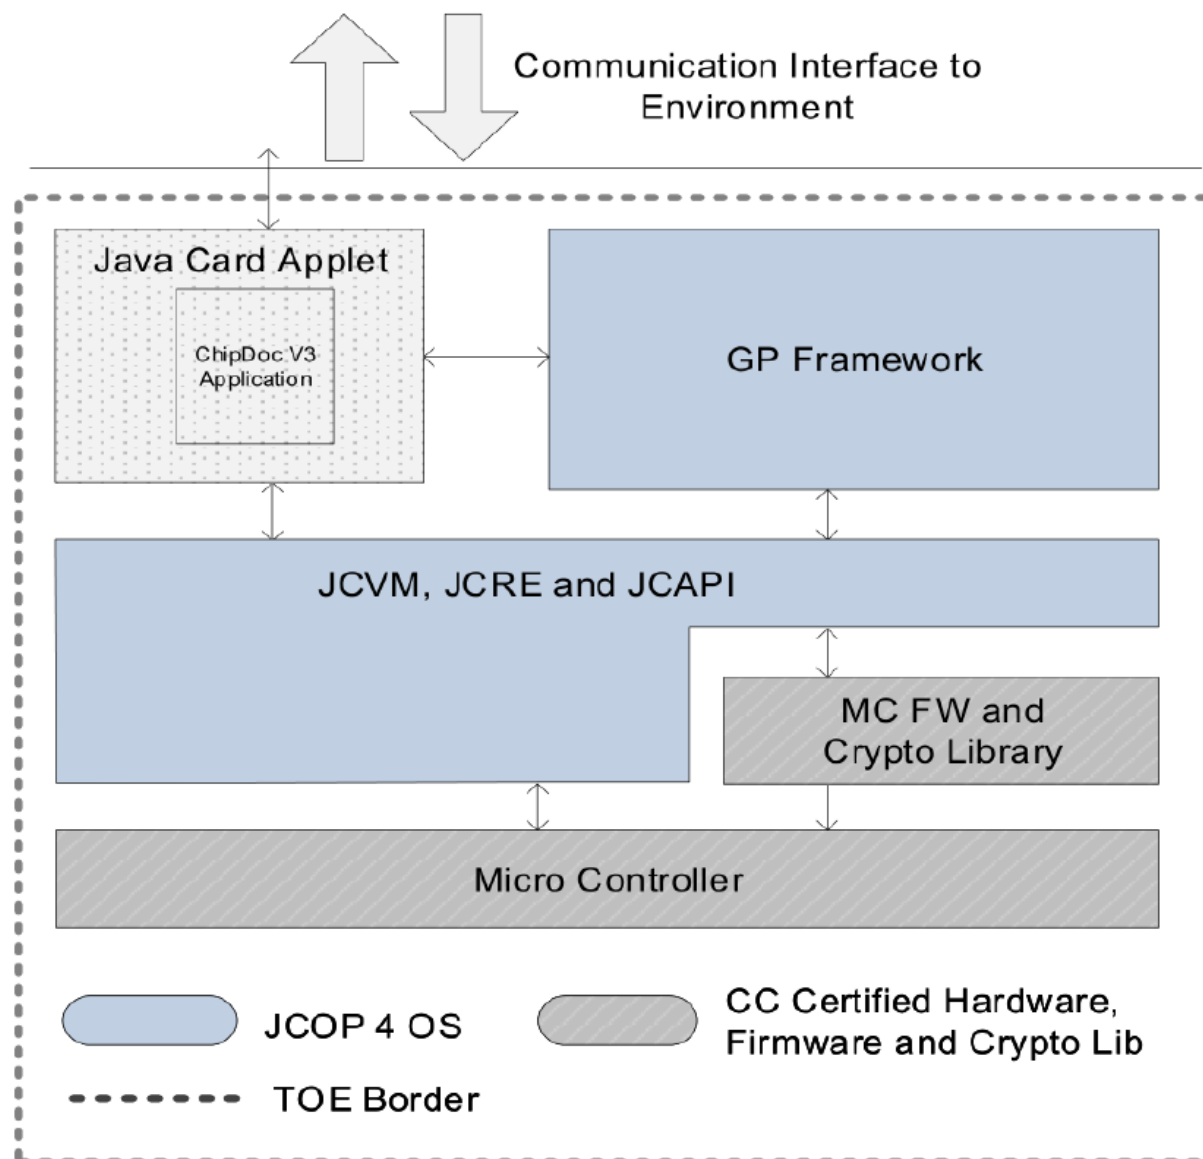 Communication Interface to
Environment
Java Card Applet
ChipDoc V3
Application
GP Framework
JCVM, JCRE and JCAPI
MC FW and
Crypto Library
Micro Controller
JCOP 4 OS
CC Certified Hardware,
Firmware and Crypto Lib
TOE Border